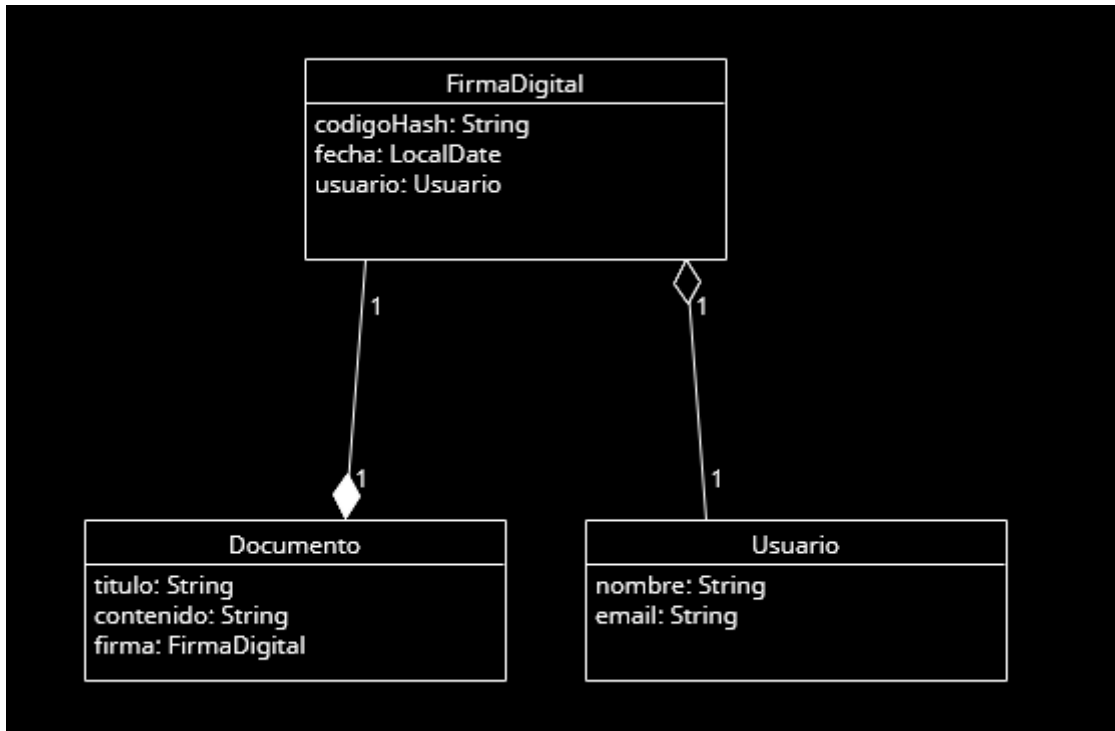 FirmaDigital
codigoHash: String
fecha: LocalDate
usuario: Usuario
1
1
1
1
Documento
titulo: String
contenido: String
firma: FirmaDigital
Usuario
nombre: String
email: String